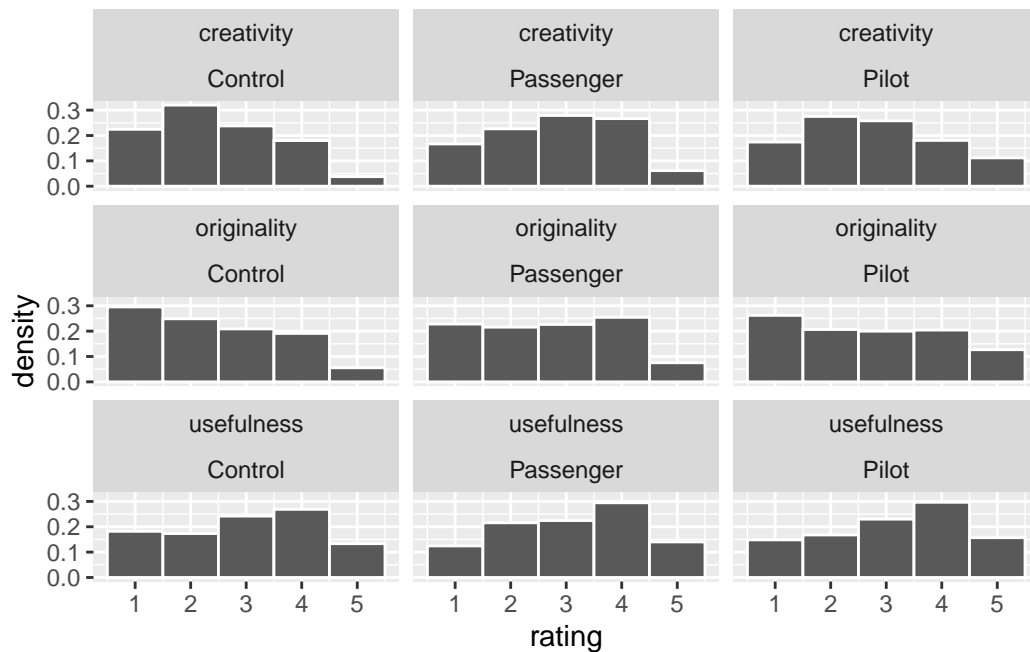 creativity
Control
creativity
Passenger
creativity
Pilot
0.3
0.2
0.1
0.0
originality
Control
originality
Passenger
originality
Pilot
0.3
0.2
0.1
0.0
usefulness
Control
usefulness
Passenger
usefulness
Pilot
0.3
0.2
0.1
0.0
1 2 3 4 5
1 2 3 4 5
1 2 3 4 5
density
rating